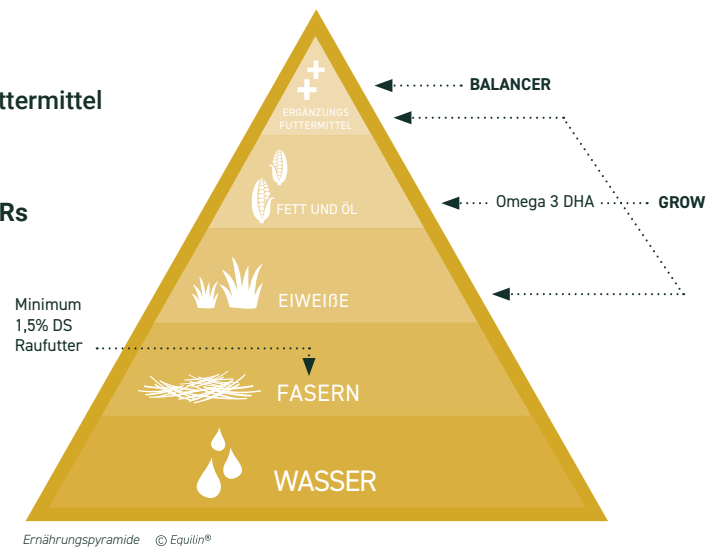 BALANCER
ttermittel
ERGÄNZUNGS
FUTTERMITTEL
Rs
FETT UND ÖL
Omega 3 DHA
GROW
EIWEIßE
Minimum
1,5% DS
Raufutter
FASERN
WASSER
Ernährungspyramide © Equilin®